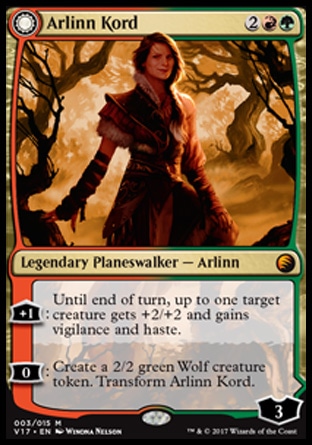 Arlinn Kord 2
Legendary Planeswalker — Arlinn
+1: Until end of turn, up to one target
creature gets +2/+2 and gains
vigilance and haste.
0: Create a 2/2 green Wolf creature
token. Transform Arlinn Kord.
3
003/015 M
V17 • EN Winona Nelson
™ & © 2017 Wizards of the Coast